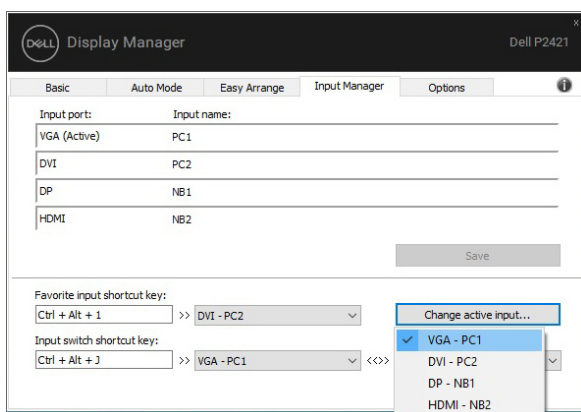 DELL Display Manager
Dell P2421
x
Basic Auto Mode Easy Arrange Input Manager Options i
Input port: Input name:
VGA (Active) PC1
DVI PC2
DP NB1
HDMI NB2
Save
Favorite input shortcut key:
Ctrl + Alt + 1 >> DVI - PC2 Change active input...
Input switch shortcut key:
Ctrl + Alt + J >> VGA - PC1 <<>>
VGA - PC1
DVI - PC2
DP - NB1
HDMI - NB2